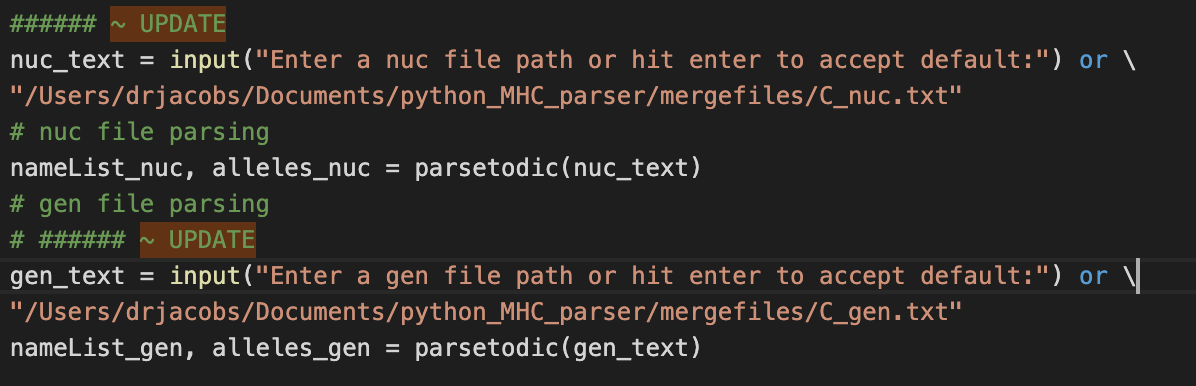 ###### ~ UPDATE
nuc_text = input("Enter a nuc file path or hit enter to accept default:") or \
"/Users/drjacobs/Documents/python_MHC_parser/mergefiles/C_nuc.txt"
# nuc file parsing
nameList_nuc, alleles_nuc = parsetodic(nuc_text)
# gen file parsing
# ###### ~ UPDATE
gen_text = input("Enter a gen file path or hit enter to accept default:") or \
"/Users/drjacobs/Documents/python_MHC_parser/mergefiles/C_gen.txt"
nameList_gen, alleles_gen = parsetodic(gen_text)